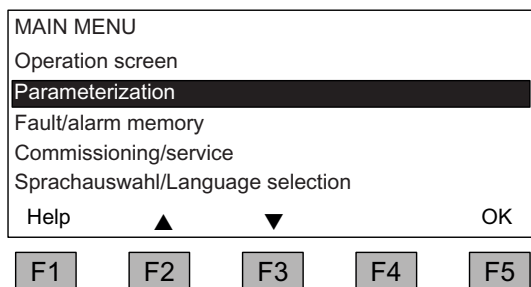 MAIN MENU
Operation screen
Parameterization
Fault/alarm memory
Commissioning/service
Sprachauswahl/Language selection
Help ▲ ▼ OK
F1 F2 F3 F4 F5